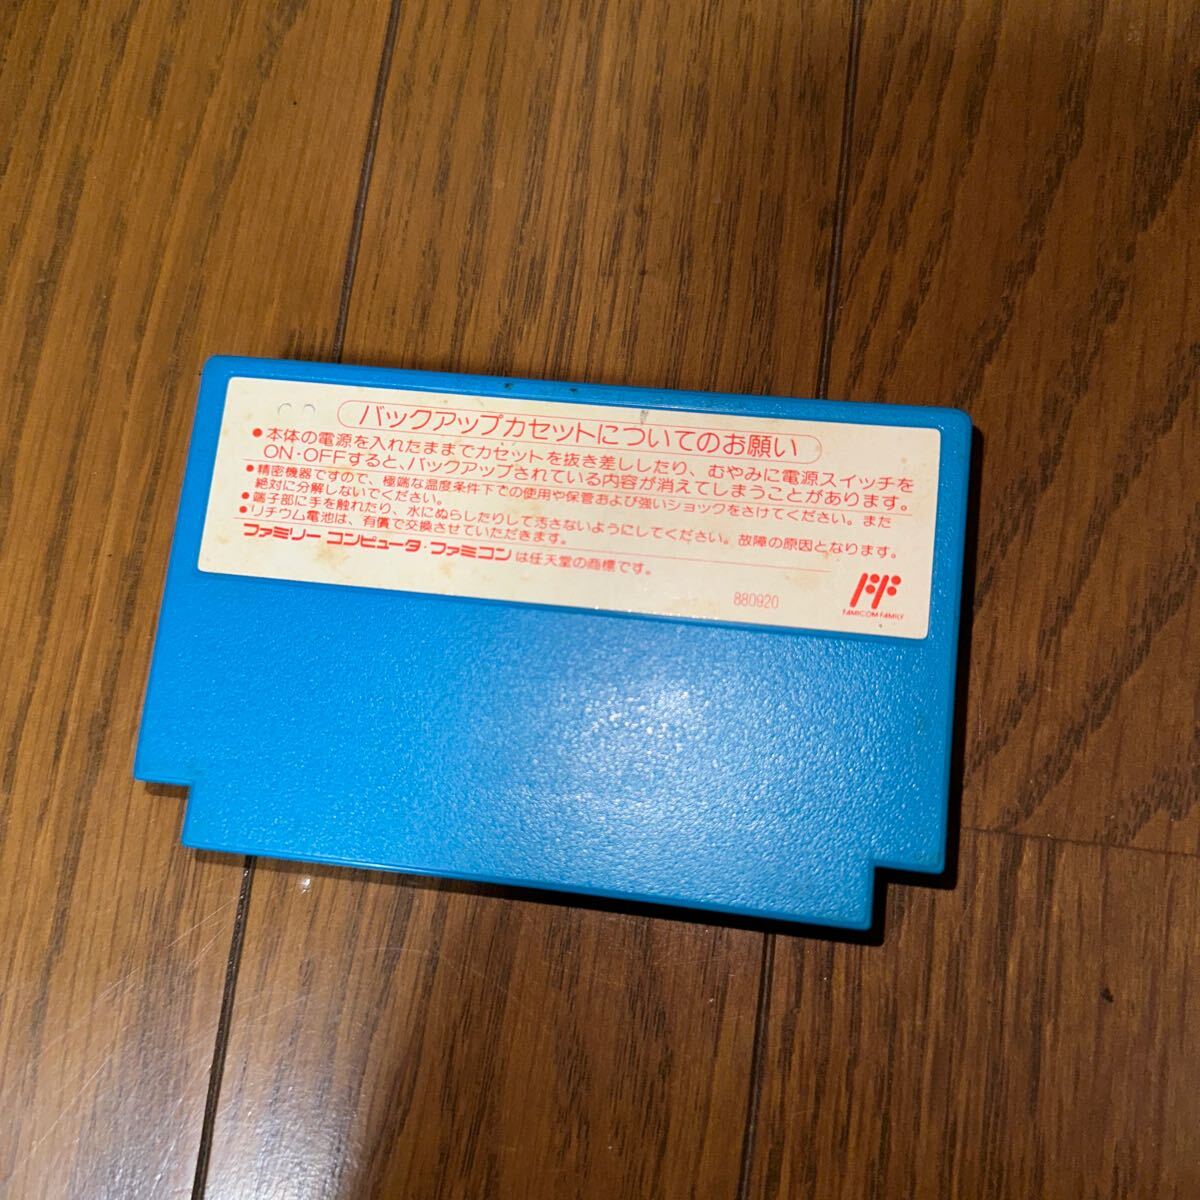 バックアップカセットについてのお願い
●本体の電源を入れたままでカセットを抜き差ししたり、むやみに電源スイッチを
ON・OFFすると、バックアップされている内容が消えてしまうことがあります。
●精密機器ですので、極端な温度条件下での使用や保管および強いショックをさけてください。また
絶対に分解しないでください。
●端子部に手を触れたり、水にぬらしたりして汚さないようにしてください。故障の原因となります。
●リチウム電池は、有償で交換させていただきます。
ファミリー コンピュータ・ファミコン は任天堂の商標です。
880920
FAMICOM FAMILY